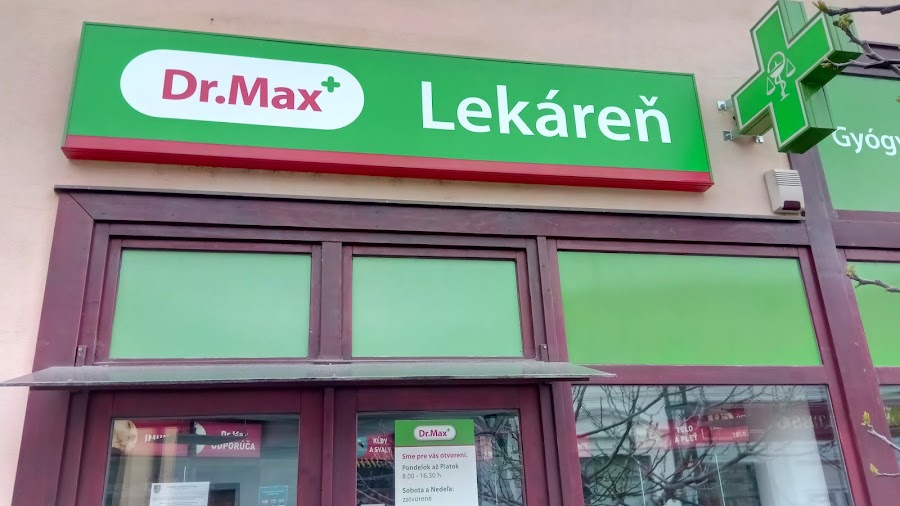 Dr.Max+
Lekáreň
Dr.Max
ODPORÚČA
KĹBY
A SVALY
Dr.Max+
Sme pre vás otvorení.
Pondelok až Piatok
8.00 - 16.30 h
Sobota a Nedeľa:
zatvorené
TELO
A PLEŤ